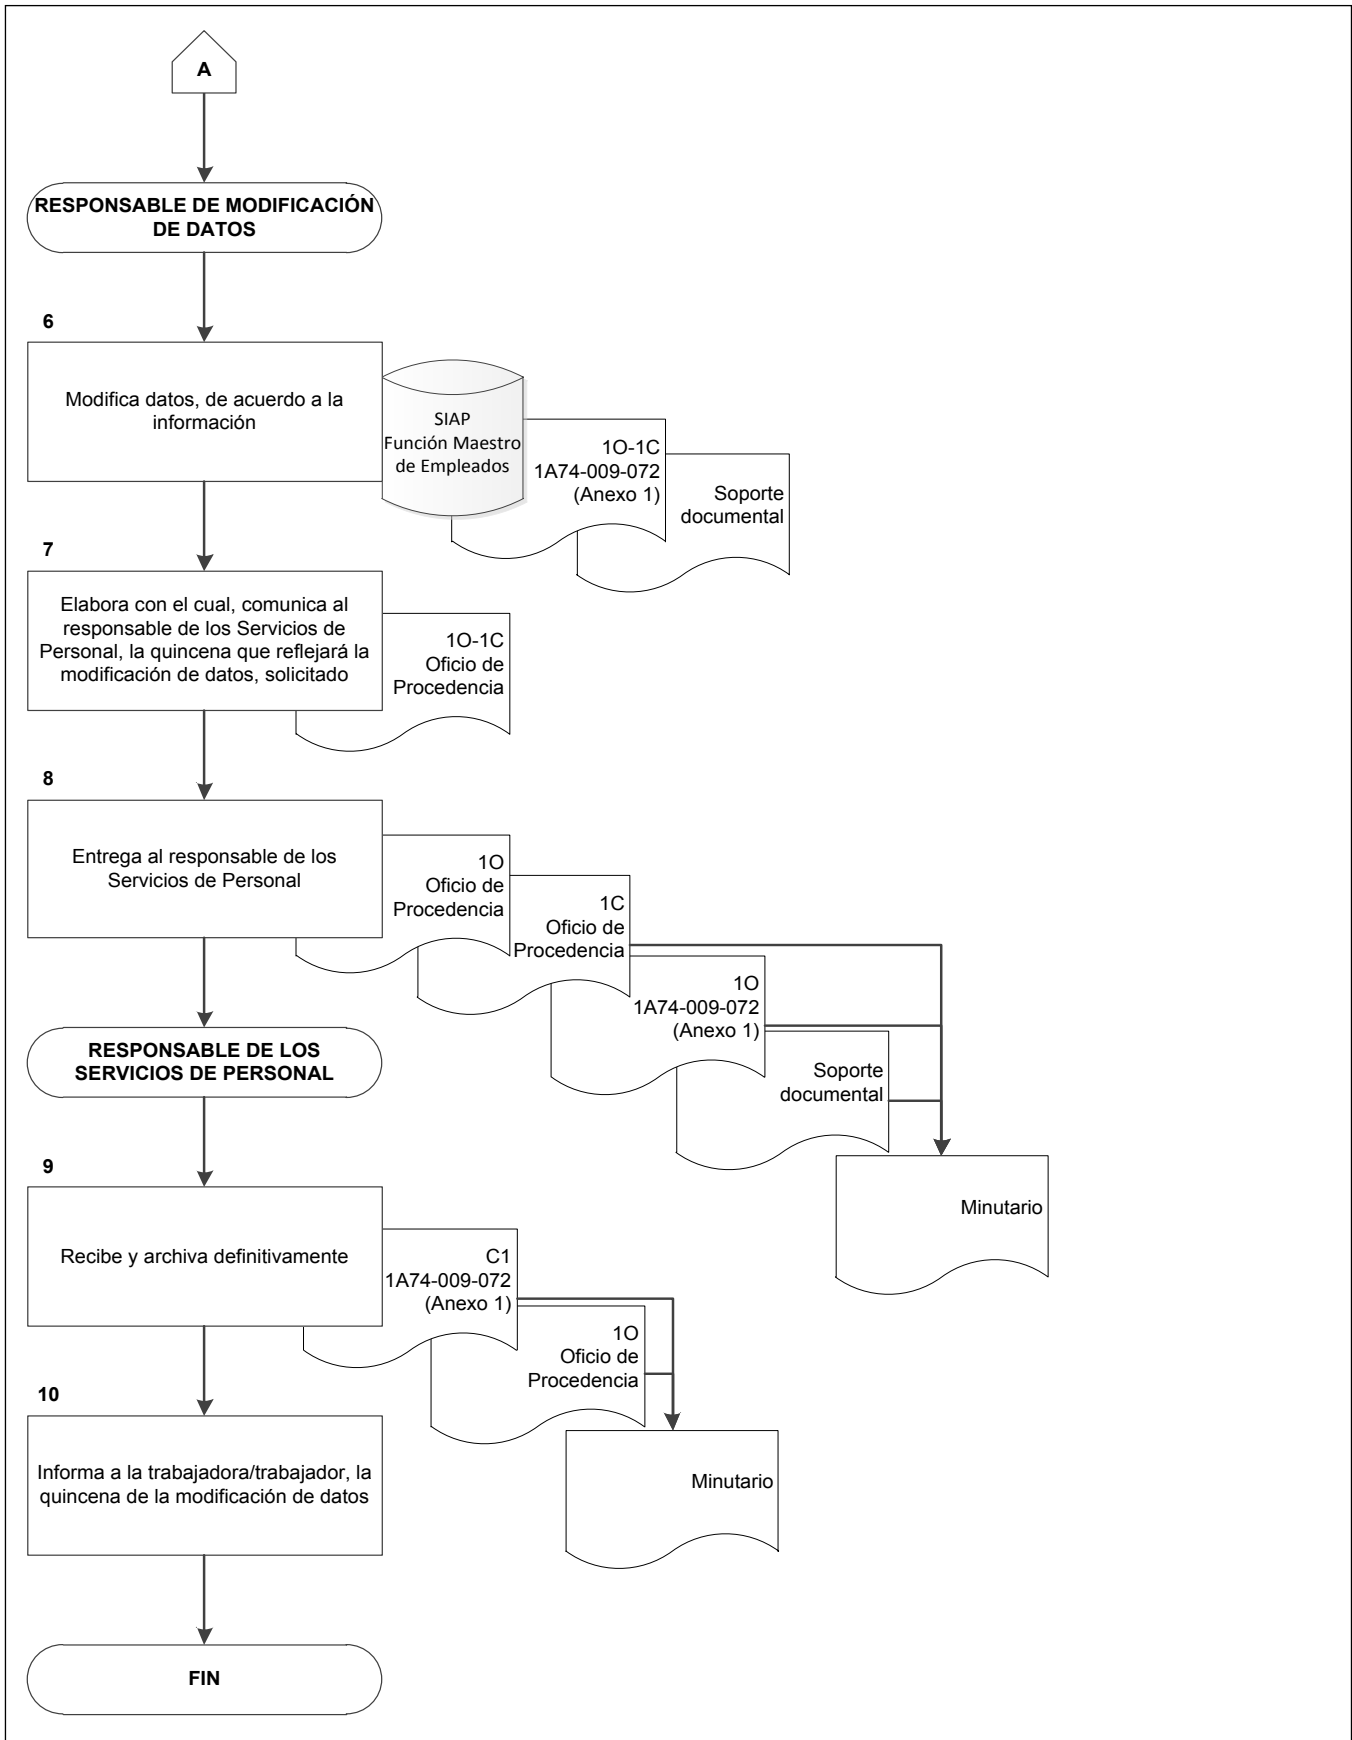 A
RESPONSABLE DE MODIFICACIÓN
DE DATOS
6
Modifica datos, de acuerdo a la
información
SIAP
Función Maestro
de Empleados
1O-1C
1A74-009-072
(Anexo 1)
Soporte
documental
7
Elabora con el cual, comunica al
responsable de los Servicios de
Personal, la quincena que reflejará la
modificación de datos, solicitado
1O-1C
Oficio de
Procedencia
8
Entrega al responsable de los
Servicios de Personal
1O
Oficio de
Procedencia
1C
Oficio de
Procedencia
1O
1A74-009-072
(Anexo 1)
Soporte
documental
Minutario
RESPONSABLE DE LOS
SERVICIOS DE PERSONAL
9
Recibe y archiva definitivamente
C1
1A74-009-072
(Anexo 1)
1O
Oficio de
Procedencia
Minutario
10
Informa a la trabajadora/trabajador, la
quincena de la modificación de datos
FIN